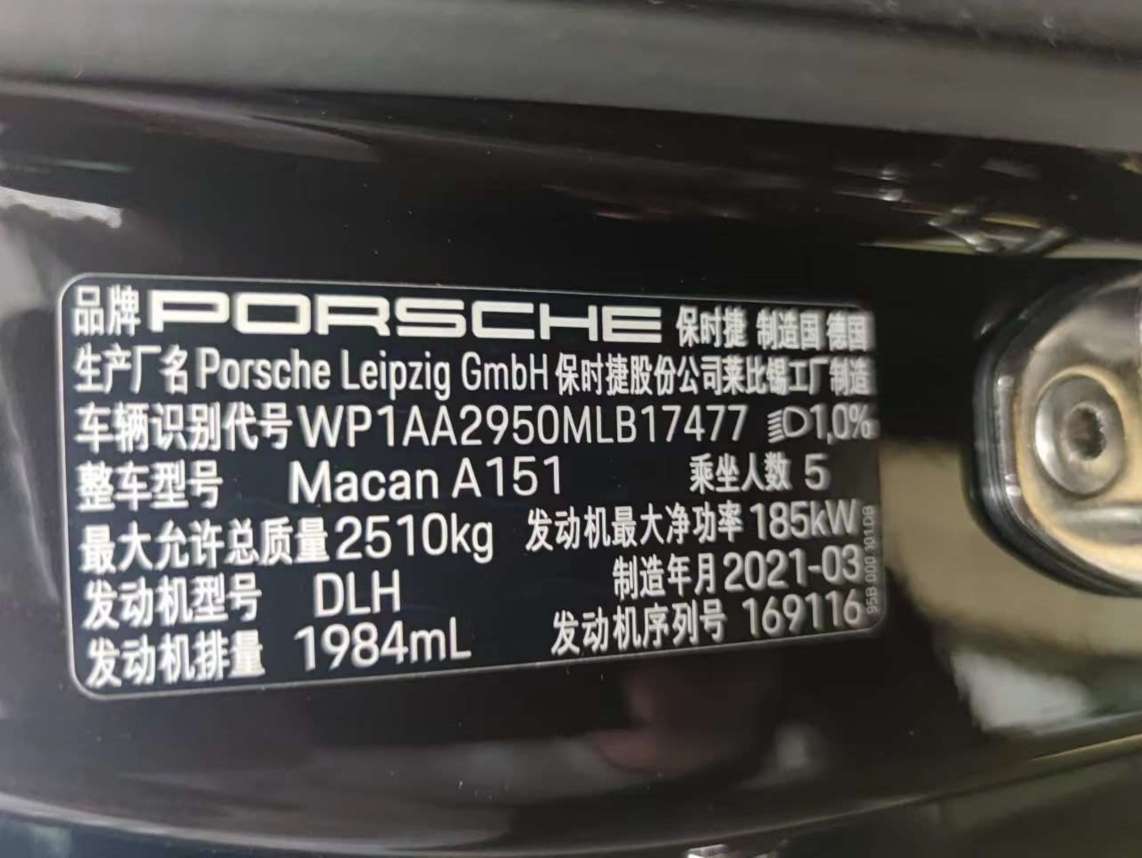 品牌 PORSCHE 保时捷 制造国 德国
生产厂名 Porsche Leipzig GmbH 保时捷股份公司莱比锡工厂制造
车辆识别代号 WP1AA2950MLB17477 1,0%
整车型号 Macan A151 乘坐人数 5
最大允许总质量 2510kg 发动机最大净功率 185kW
发动机型号 DLH 制造年月 2021-03
发动机排量 1984mL 发动机序列号 169116
95B 000 101 DB